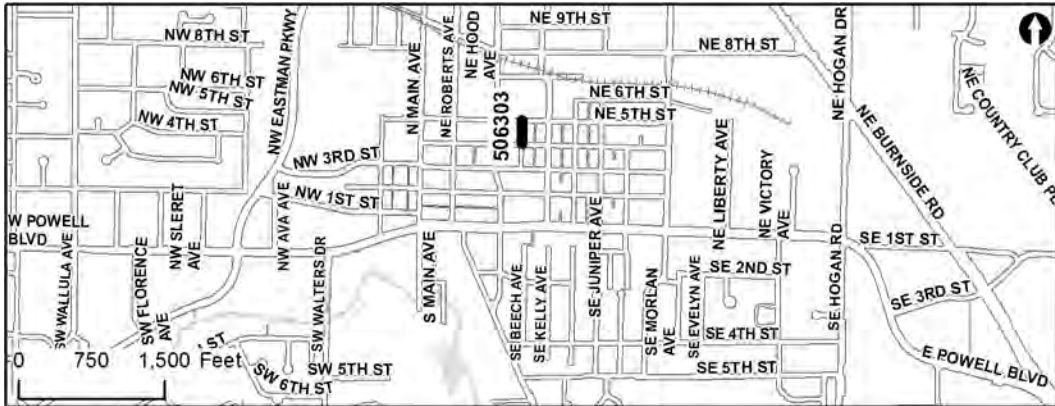 NE 9TH ST
NW 8TH ST
NE 8TH ST
NW EASTMAN PKWY
N MAIN AVE
NE ROBERTS AVE
NE HOOD
AVE
NE HOGAN DR
NE COUNTRY CLUB
NW 6TH ST
NW 5TH ST
NW 4TH ST
NE 6TH ST
NE 5TH ST
506303
NE BURNSIDE RD
NW 3RD ST
NW 1ST ST
NE LIBERTY AVE
NE VICTORY
AVE
W POWELL
BLVD
NW SLERET
AVE
NW AVA AVE
SE 1ST ST
SW WALLULA AVE
SW FLORENCE
AVE
SW WALTERS DR
S MAIN AVE
SE BEECH AVE
SE KELLY AVE
SE JUNIPER AVE
SE MORLAN
AVE
SE EVELYN AVE
SE 2ND ST
SE HOGAN RD
SE 3RD ST
SE 4TH ST
SE 5TH ST
E POWELL BLVD
SW 5TH ST
SW 6TH ST
ST
0 750 1,500 Feet